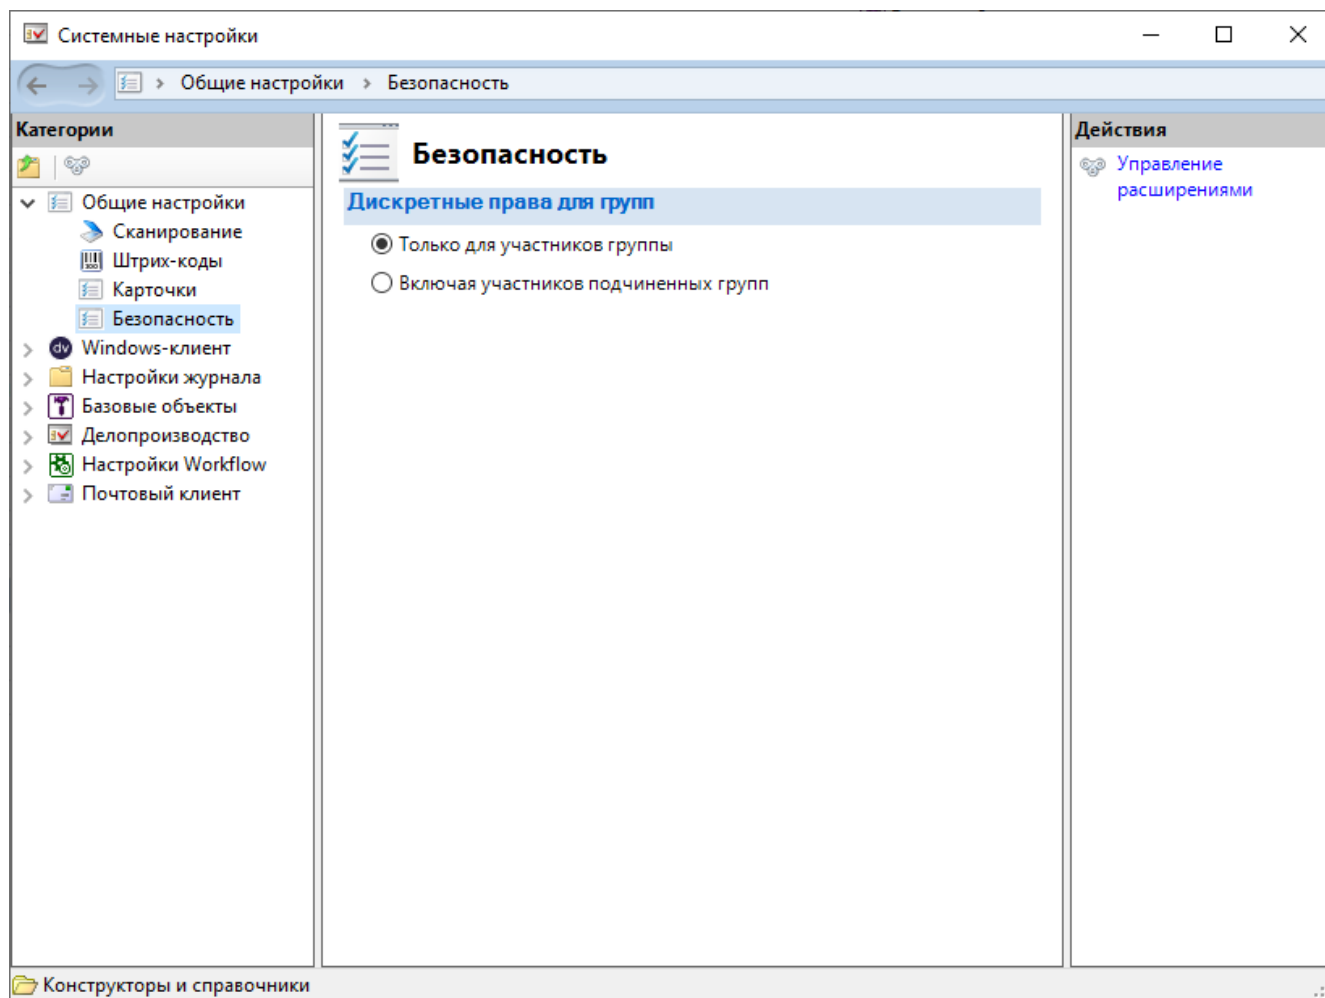 Системные настройки
Общие настройки > Безопасность
Категории
Общие настройки
Сканирование
Штрих-коды
Карточки
Безопасность
Windows-клиент
Настройки журнала
Базовые объекты
Делопроизводство
Настройки Workflow
Почтовый клиент
Безопасность
Дискретные права для групп
Только для участников группы
Включая участников подчиненных групп
Действия
Управление
расширениями
Конструкторы и справочники